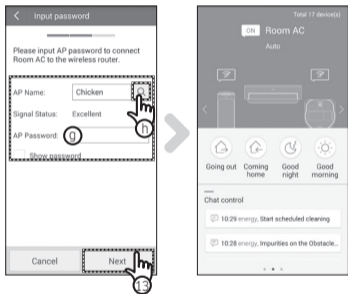 Input password
Please input AP password to connect
Room AC to the wireless router.
AP Name: Chicken
h
Signal Status: Excellent
AP Password: g
Show password
Cancel Next
13
Total 17 device(s)
ON Room AC
Auto
Going out Coming home Good night Good morning
Chat control
10:29 energy, Start scheduled cleaning
10:28 energy, Impurities on the Obstacle...